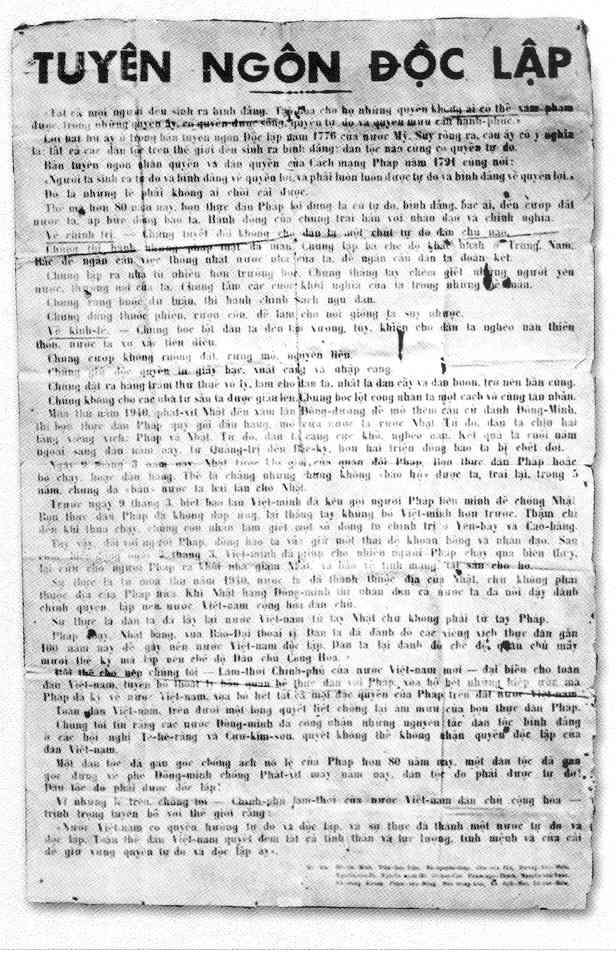 TUYÊN NGÔN ĐỘC LẬP
«Tất cả mọi người đều sinh ra bình đẳng. Tạo hóa cho họ những quyền không ai có thể xâm phạm
được, trong những quyền ấy, có quyền được sống, quyền tự do và quyền mưu cầu hạnh-phúc.»
Lời bất hủ ấy ở trong bản tuyên ngôn Độc lập năm 1776 của nước Mỹ. Suy rộng ra, câu ấy có ý nghĩa
là: tất cả các dân tộc trên thế giới đều sinh ra bình đẳng; dân tộc nào cũng có quyền tự do.
Bản tuyên ngôn nhân quyền và dân quyền của Cách mạng Pháp năm 1791 cũng nói:
«Người ta sinh ra tự do và bình đẳng về quyền lợi, và phải luôn luôn được tự do và bình đẳng về quyền lợi.»
Đó là những lẽ phải không ai chối cãi được.
Thế mà hơn 80 năm nay, bọn thực dân Pháp lợi dụng lá cờ tự do, bình đẳng, bác ái, đến cướp đất
nước ta, áp bức đồng bào ta. Hành động của chúng trái hẳn với nhân đạo và chính nghĩa.
Về chính trị. — Chúng tuyệt đối không cho dân ta một chút tự do dân chủ nào.
Chúng thi hành những pháp luật dã man. Chúng lập ba chế độ khác nhau ở Trung, Nam,
Bắc để ngăn cản việc thống nhất nước nhà của ta, để ngăn cản dân ta đoàn kết.
Chúng lập ra nhà tù nhiều hơn trường học. Chúng thẳng tay chém giết những người yêu
nước, thương nòi của ta. Chúng tắm các cuộc khởi nghĩa của ta trong những bể máu.
Chúng ràng buộc dư luận, thi hành chính sách ngu dân.
Chúng dùng thuốc phiện, rượu cồn, để làm cho nòi giống ta suy nhược.
Về kinh-tế. — Chúng bóc lột dân ta đến tận xương, tủy, khiến cho dân ta nghèo nàn thiếu
thốn, nước ta xơ xác tiêu điều.
Chúng cướp không ruộng đất, rừng mỏ, nguyên liệu.
Chúng giữ độc quyền in giấy bạc, xuất cảng và nhập cảng.
Chúng đặt ra hàng trăm thứ thuế vô lý, làm cho dân ta, nhất là dân cày và dân buôn, trở nên bần cùng.
Chúng không cho các nhà tư sản ta được giàu lên. Chúng bóc lột công nhân ta một cách vô cùng tàn nhẫn.
Mùa thu năm 1940, phát-xít Nhật đến xâm lăng Đông-dương để mở thêm căn cứ đánh Đồng-Minh,
thì bọn thực dân Pháp quỳ gối đầu hàng, mở cửa nước ta rước Nhật. Từ đó, dân ta chịu hai
tầng xiềng xích: Pháp và Nhật. Từ đó, dân ta càng cực khổ, nghèo nàn. Kết quả là cuối năm
ngoái sang đầu năm nay, từ Quảng-trị đến Bắc-kỳ, hơn hai triệu đồng bào ta bị chết đói.
Ngày 9 tháng 3 năm nay, Nhật tước khí giới của quân đội Pháp. Bọn thực dân Pháp hoặc
bỏ chạy, hoặc đầu hàng. Thế là chẳng những chúng không «bảo hộ» được ta, trái lại, trong 5
năm, chúng đã «bán» nước ta hai lần cho Nhật.
Trước ngày 9 tháng 3, biết bao lần Việt-minh đã kêu gọi người Pháp liên minh để chống Nhật.
Bọn thực dân Pháp đã không đáp ứng, lại thẳng tay khủng bố Việt-minh hơn trước. Thậm chí
đến khi thua chạy, chúng còn nhẫn tâm giết một số đông tù chính trị ở Yên-báy và Cao-bằng.
Tuy vậy, đối với người Pháp, đồng bào ta vẫn giữ một thái độ khoan hồng và nhân đạo. Sau
ngày 9 tháng 3, Việt-minh đã giúp cho nhiều người Pháp chạy qua biên thùy,
lại cứu cho người Pháp ra khỏi nhà giam Nhật, và bảo vệ tính mạng tài sản cho họ.
Sự thực là từ mùa thu năm 1940, nước ta đã thành thuộc địa của Nhật, chứ không phải
thuộc địa của Pháp nữa. Khi Nhật hàng Đồng-minh thì nhân dân cả nước ta đã nổi dậy dành
chính quyền, lập nên nước Việt-nam cộng hòa dân chủ.
Sự thực là dân ta đã lấy lại nước Việt-nam từ tay Nhật chứ không phải từ tay Pháp.
Pháp chạy, Nhật hàng, vua Bảo-Đại thoái vị. Dân ta đã đánh đổ các xiềng xích thực dân gần
100 năm nay để gây nên nước Việt-nam độc lập. Dân ta lại đánh đổ chế độ quân chủ mấy
mươi thế kỷ mà lập nên chế độ Dân chủ Cộng Hòa.
Bởi thế cho nên chúng tôi — Lâm-thời Chính-phủ của nước Việt-nam mới — đại biểu cho toàn
dân Việt-nam, tuyên bố thoát ly hẳn quan hệ thực dân với Pháp, xóa bỏ hết những hiệp ước mà
Pháp đã ký về nước Việt-nam, xóa bỏ hết tất cả mọi đặc quyền của Pháp trên đất nước Việt-nam.
Toàn dân Việt-nam, trên dưới một lòng quyết liệt chống lại âm mưu của bọn thực dân Pháp.
Chúng tôi tin rằng các nước Đồng-minh đã công nhận những nguyên tắc dân tộc bình đẳng
ở các hội nghị Tê-hê-răng và Cựu-kim-sơn, quyết không thể không nhận quyền độc lập của
dân Việt-nam.
Một dân tộc đã gan góc chống ách nô lệ của Pháp hơn 80 năm nay, một dân tộc đã gan
góc đứng về phe Đồng-minh chống Phát-xít mấy năm nay, dân tộc đó phải được tự do!
Dân tộc đó phải được độc lập!
Vì những lẽ trên, chúng tôi — Chính-phủ lâm-thời của nước Việt-nam dân chủ cộng hòa —
trịnh trọng tuyên bố với thế giới rằng:
«Nước Việt-nam có quyền hưởng tự do và độc lập, và sự thực đã thành một nước tự do và
độc lập. Toàn thể dân Việt-nam quyết đem tất cả tinh thần và lực lượng, tính mệnh và của cải
để giữ vững quyền tự do và độc lập ấy».